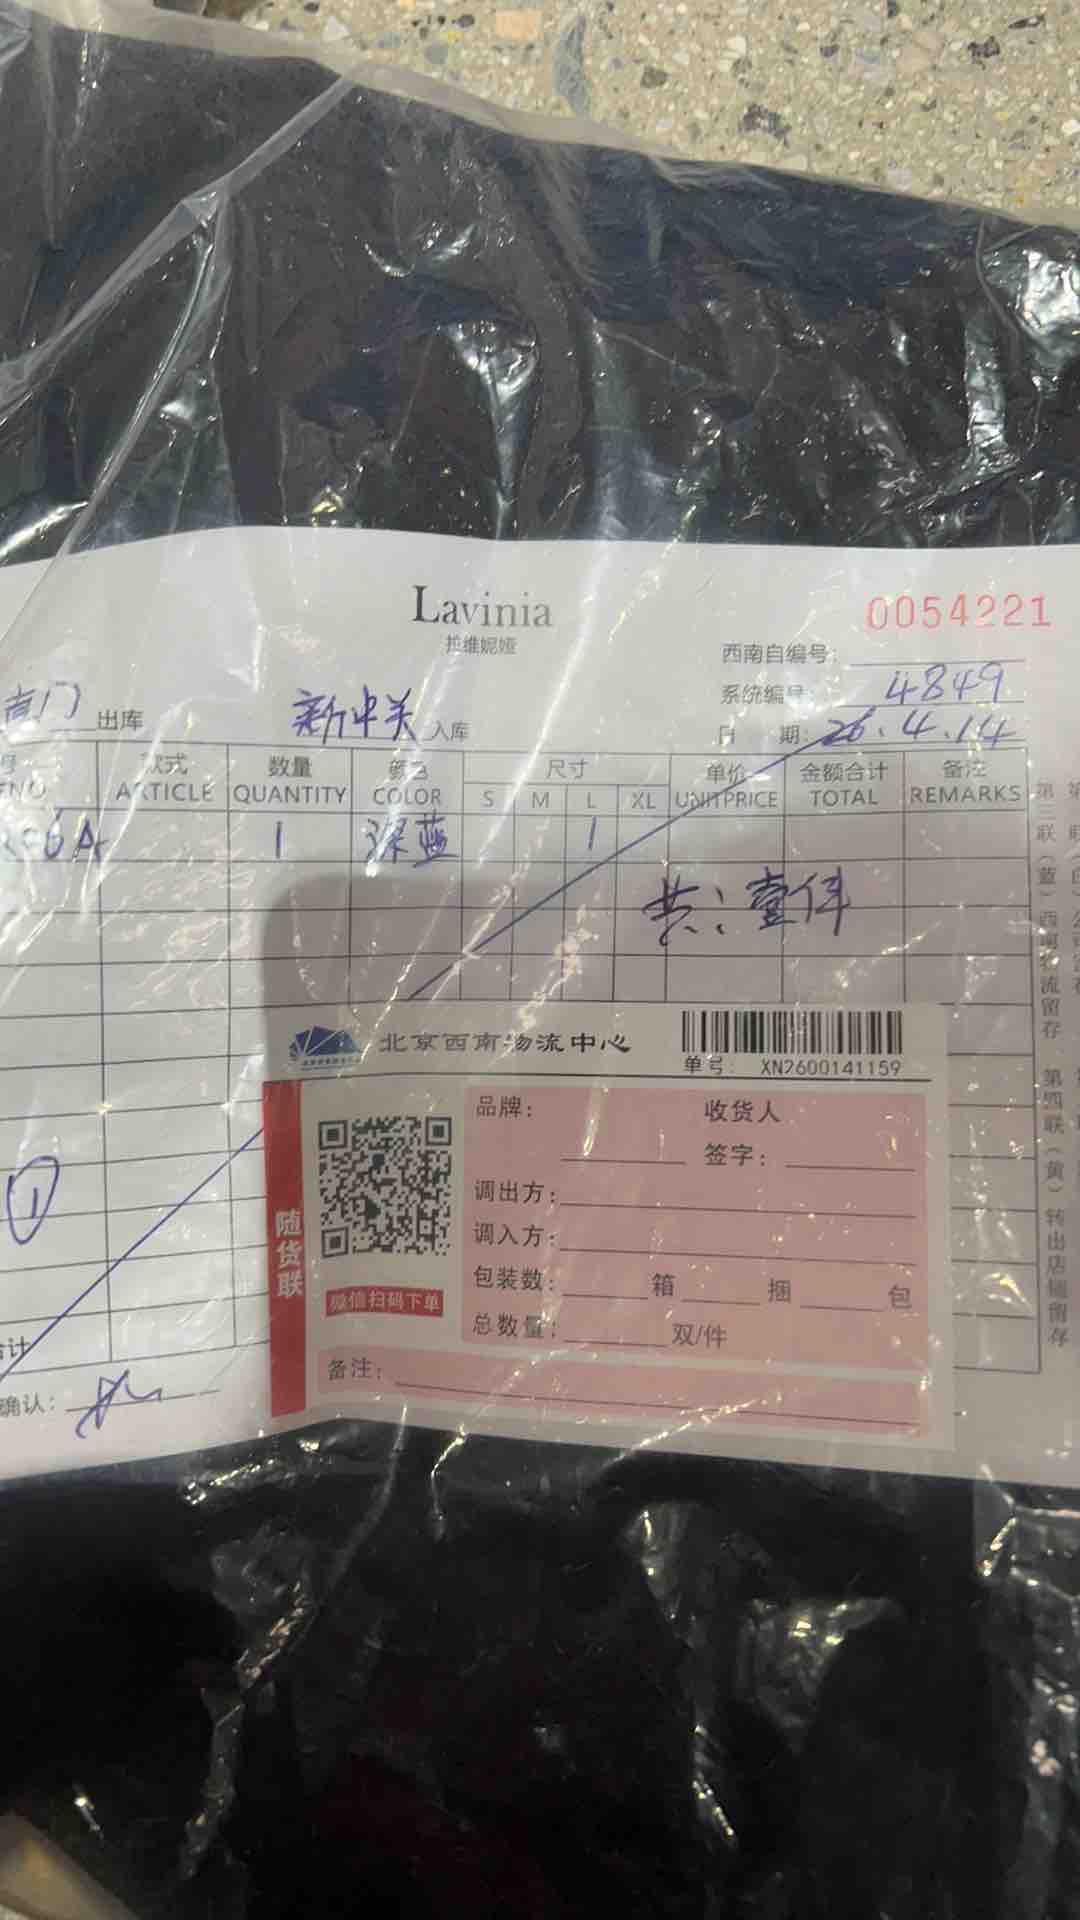 Lavinia
拉维妮娅
0054221
西南自编号:
系统编号: 4849
出库 新中关 入库
日 期: 26.4.14
款式 数量 颜色 尺寸 单价 金额合计 备注
ARTICLE QUANTITY COLOR S M L XL UNITPRICE TOTAL REMARKS
6A 1 深蓝 1
共: 壹件
北京西南物流中心
单号: XN2600141159
品牌: 收货人
签字:
调出方:
调入方:
包装数: 箱 捆 包
总数量: 双/件
备注:
随货联
微信扫码下单
1
合计
确认:
第三联(蓝)西南物流留存 第四联(黄)转出店铺留存